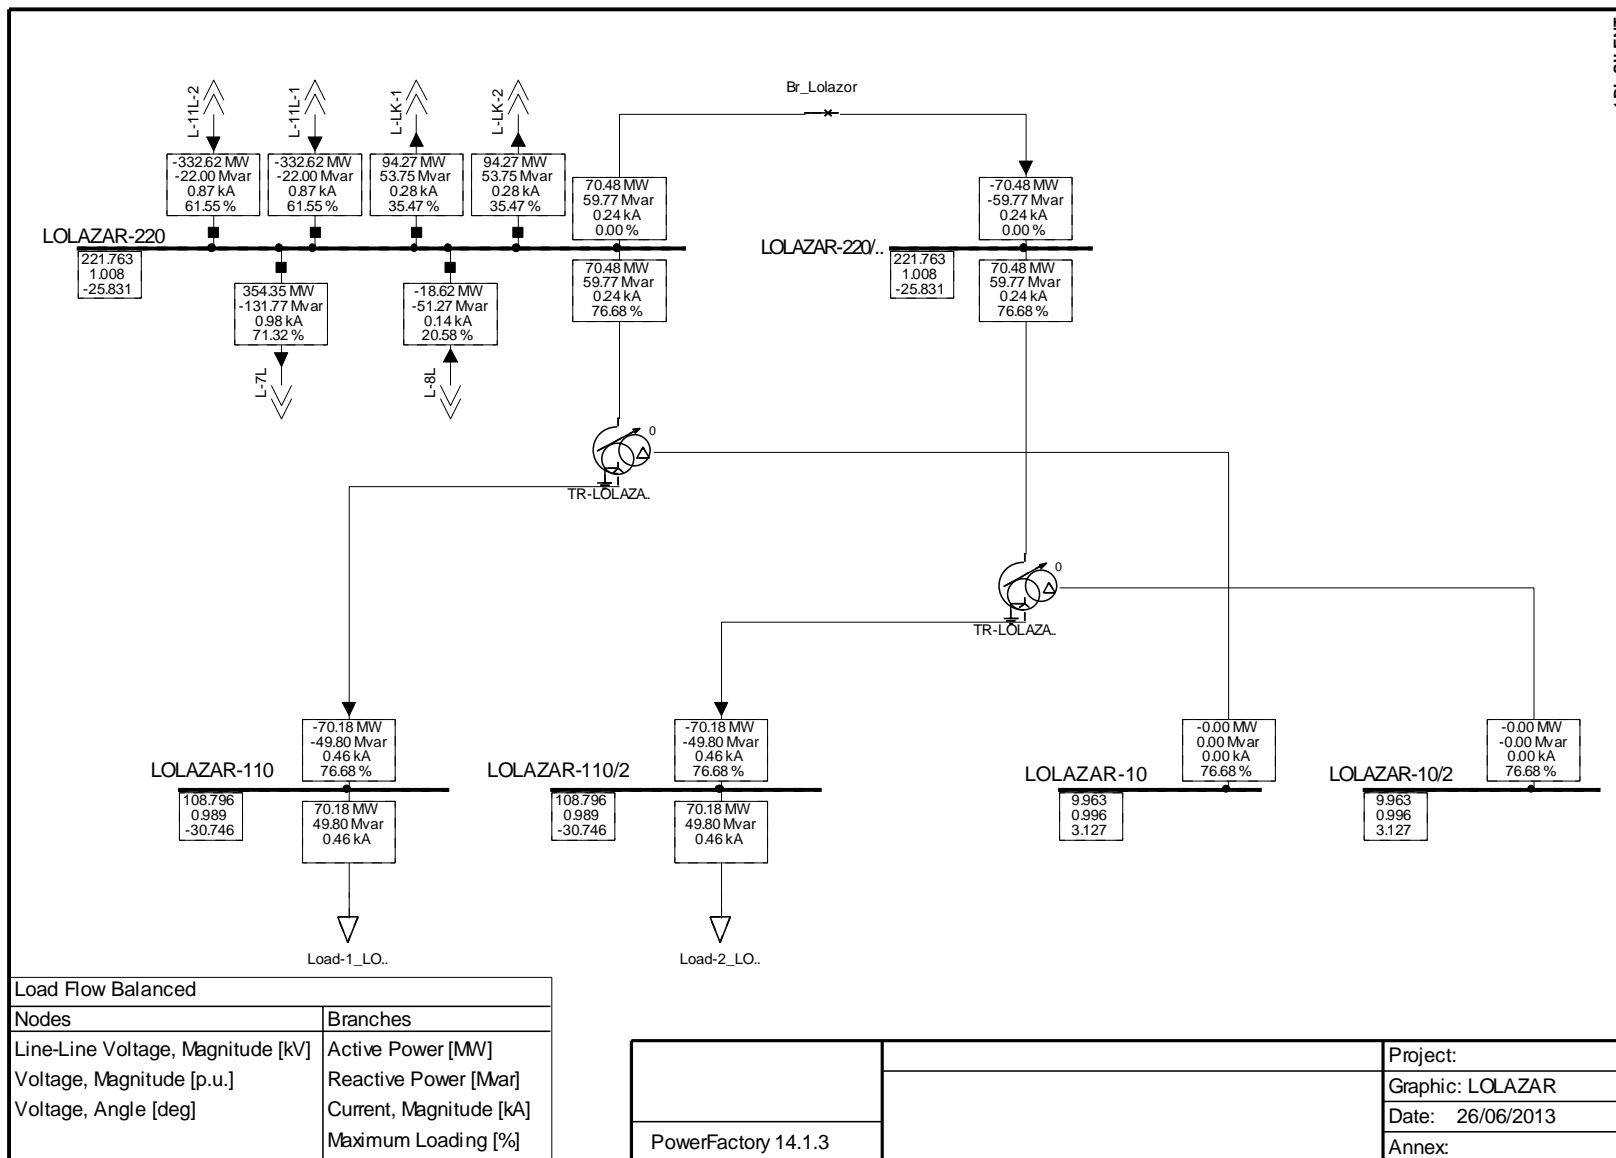 Br_Lolazor
L-11L-2
L-11L-1
L-LK-1
L-LK-2
-332.62 MW
-22.00 Mvar
0.87 kA
61.55 %
-332.62 MW
-22.00 Mvar
0.87 kA
61.55 %
94.27 MW
53.75 Mvar
0.28 kA
35.47 %
94.27 MW
53.75 Mvar
0.28 kA
35.47 %
70.48 MW
59.77 Mvar
0.24 kA
0.00 %
-70.48 MW
-59.77 Mvar
0.24 kA
0.00 %
LOLAZAR-220
LOLAZAR-220/..
221.763
1.008
-25.831
354.35 MW
-131.77 Mvar
0.98 kA
71.32 %
-18.62 MW
-51.27 Mvar
0.14 kA
20.58 %
70.48 MW
59.77 Mvar
0.24 kA
76.68 %
221.763
1.008
-25.831
70.48 MW
59.77 Mvar
0.24 kA
76.68 %
L-7L
L-8L
0
TR-LOLAZA..
0
TR-LOLAZA..
-70.18 MW
-49.80 Mvar
0.46 kA
76.68 %
-70.18 MW
-49.80 Mvar
0.46 kA
76.68 %
-0.00 MW
0.00 Mvar
0.00 kA
76.68 %
-0.00 MW
-0.00 Mvar
0.00 kA
76.68 %
LOLAZAR-110
LOLAZAR-110/2
LOLAZAR-10
LOLAZAR-10/2
108.796
0.989
-30.746
70.18 MW
49.80 Mvar
0.46 kA
108.796
0.989
-30.746
70.18 MW
49.80 Mvar
0.46 kA
9.963
0.996
3.127
9.963
0.996
3.127
Load-1_LO..
Load-2_LO..
Load Flow Balanced
Nodes
Branches
Line-Line Voltage, Magnitude [kV]
Active Power [MW]
Voltage, Magnitude [p.u.]
Reactive Power [Mvar]
Voltage, Angle [deg]
Current, Magnitude [kA]
Maximum Loading [%]
PowerFactory 14.1.3
Project:
Graphic: LOLAZAR
Date: 26/06/2013
Annex: